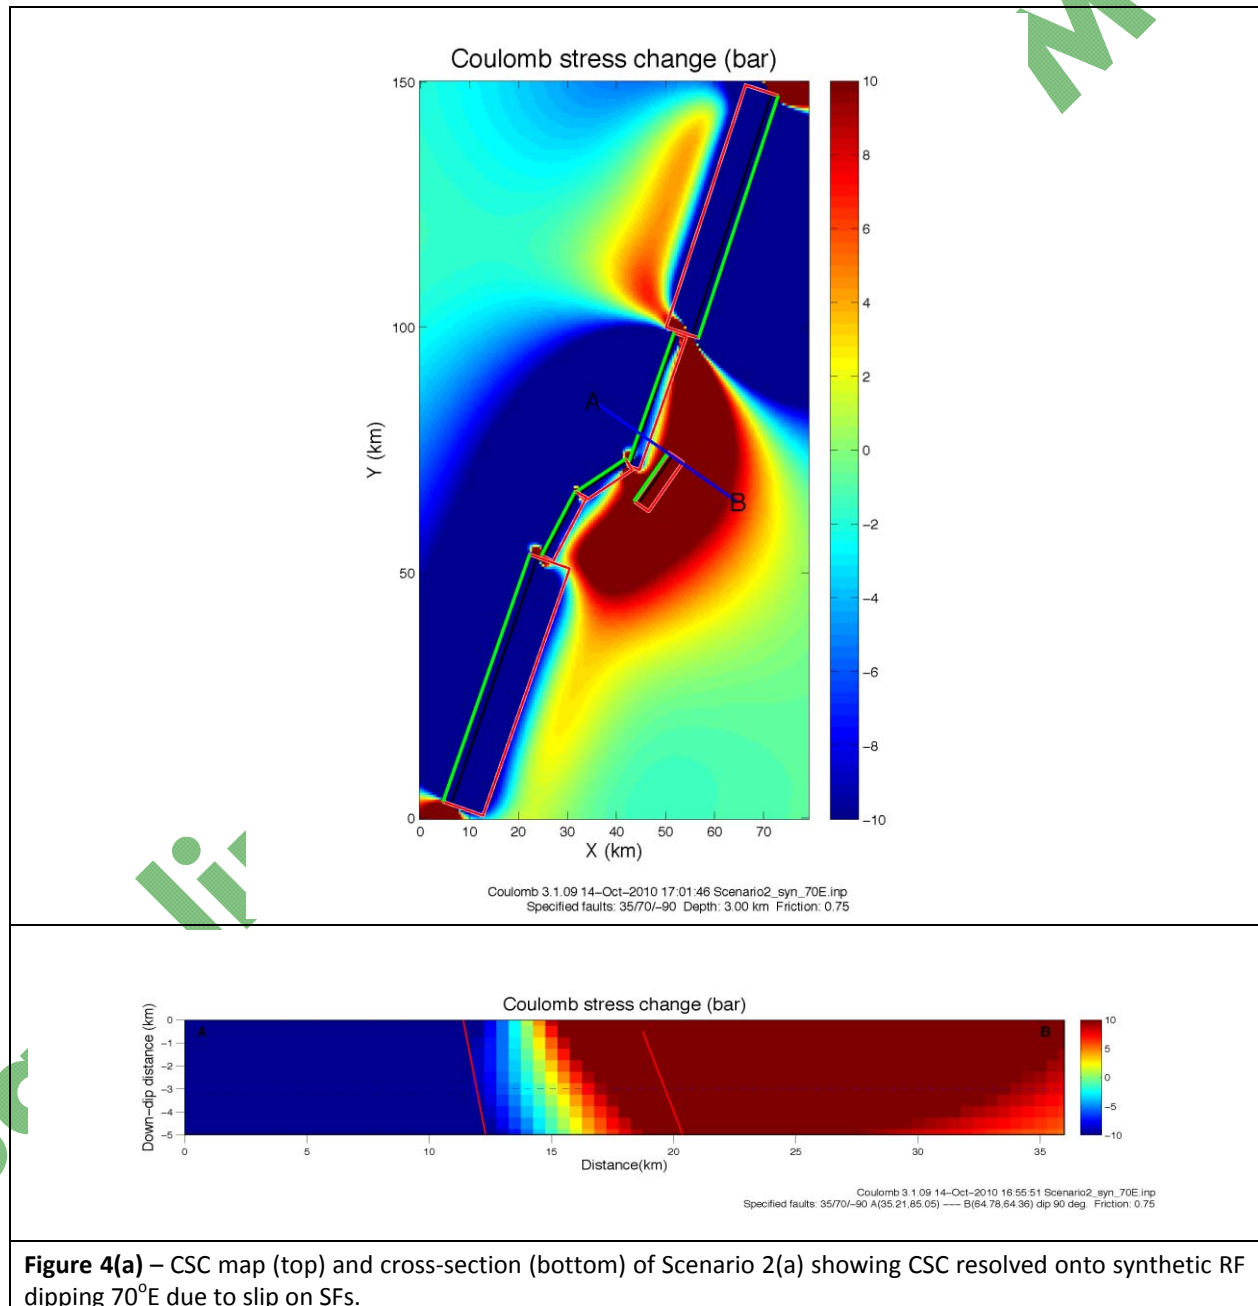 Coulomb stress change (bar)
150
100
50
0
Y (km)
0 10 20 30 40 50 60 70
X (km)
A
B
10
8
6
4
2
0
−2
−4
−6
−8
−10
Coulomb 3.1.09 14−Oct−2010 17:01:46 Scenario2_syn_70E.inp
Specified faults: 35/70/−90 Depth: 3.00 km Friction: 0.75
Coulomb stress change (bar)
Down−dip distance (km)
0
−1
−2
−3
−4
−5
A
B
0 5 10 15 20 25 30 35
Distance(km)
10
5
0
−5
−10
Coulomb 3.1.09 14−Oct−2010 16:55:51 Scenario2_syn_70E.inp
Specified faults: 35/70/−90 A(35.21,85.05) −−− B(64.78,64.36) dip 90 deg. Friction: 0.75
Figure 4(a) – CSC map (top) and cross-section (bottom) of Scenario 2(a) showing CSC resolved onto synthetic RF
dipping 70°E due to slip on SFs.